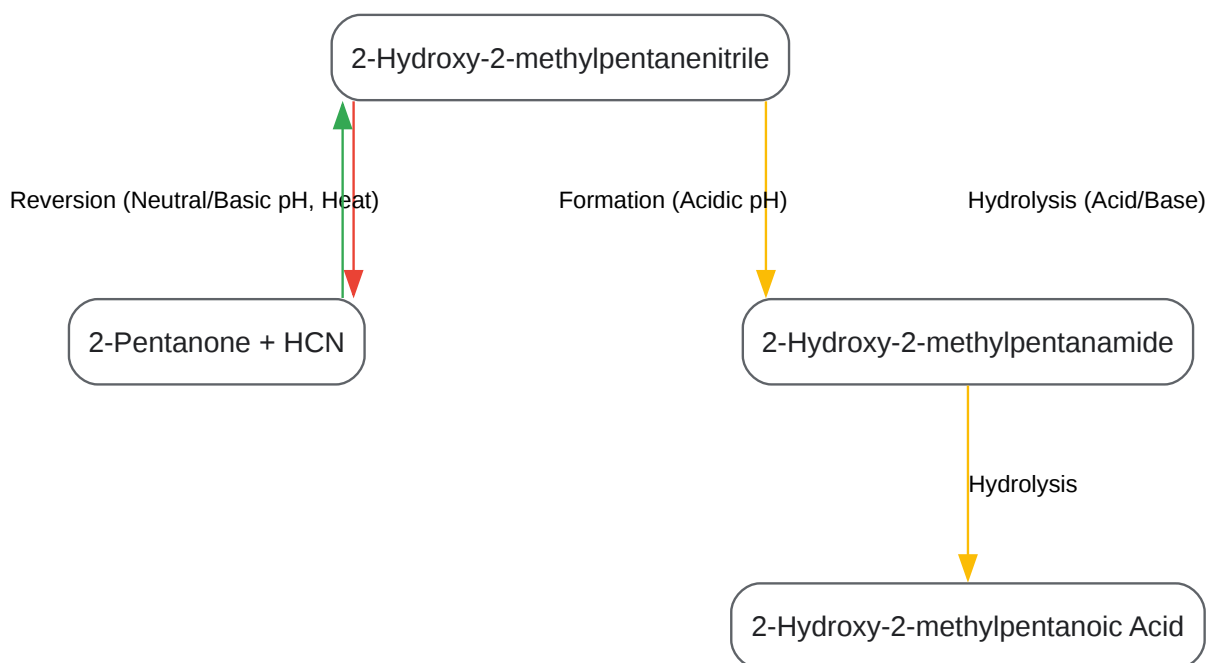 2-Hydroxy-2-methylpentanenitrile
Reversion (Neutral/Basic pH, Heat)
Formation (Acidic pH)
Hydrolysis (Acid/Base)
2-Pentanone + HCN
2-Hydroxy-2-methylpentanamide
Hydrolysis
2-Hydroxy-2-methylpentanoic Acid